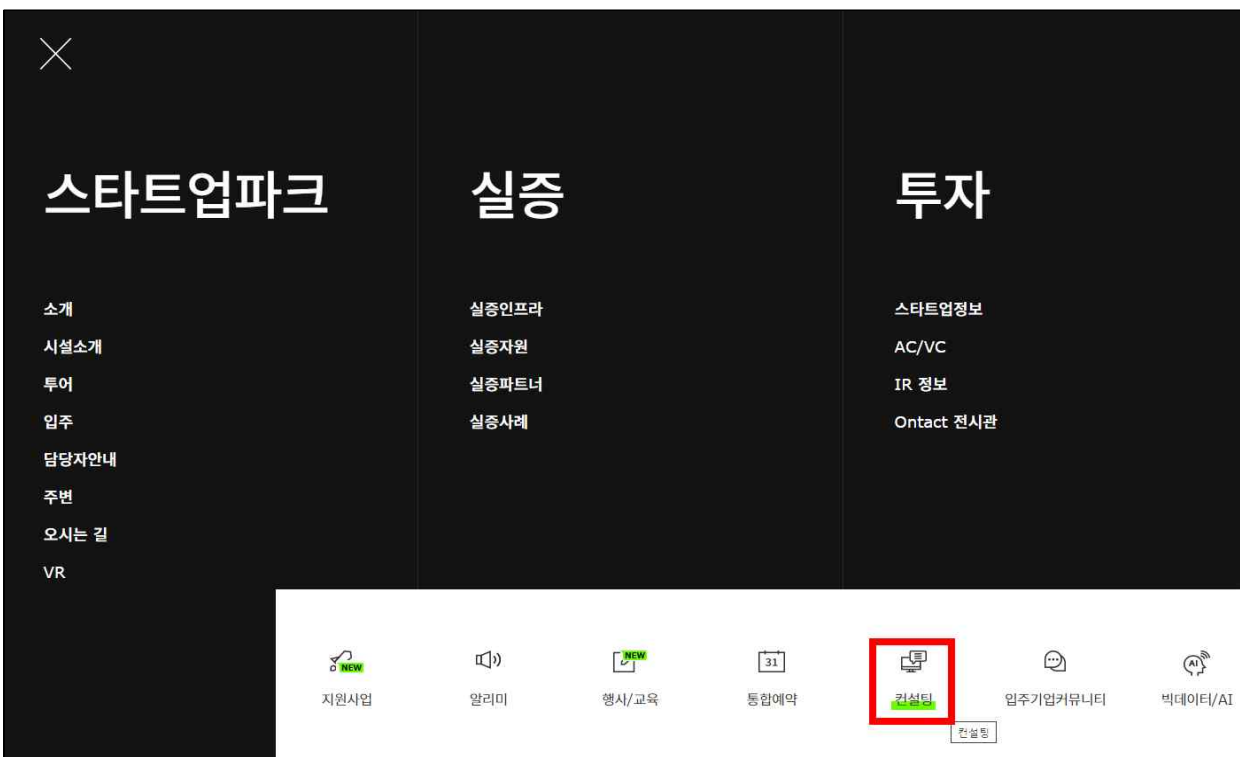 스타트업파크
소개
시설소개
투어
입주
담당자안내
주변
오시는 길
VR
실증
실증인프라
실증자원
실증파트너
실증사례
투자
스타트업정보
AC/VC
IR 정보
Ontact 전시관
NEW
지원사업
알리미
NEW
행사/교육
31
통합예약
컨설팅
컨설팅
입주기업커뮤니티
AI
빅데이터/AI